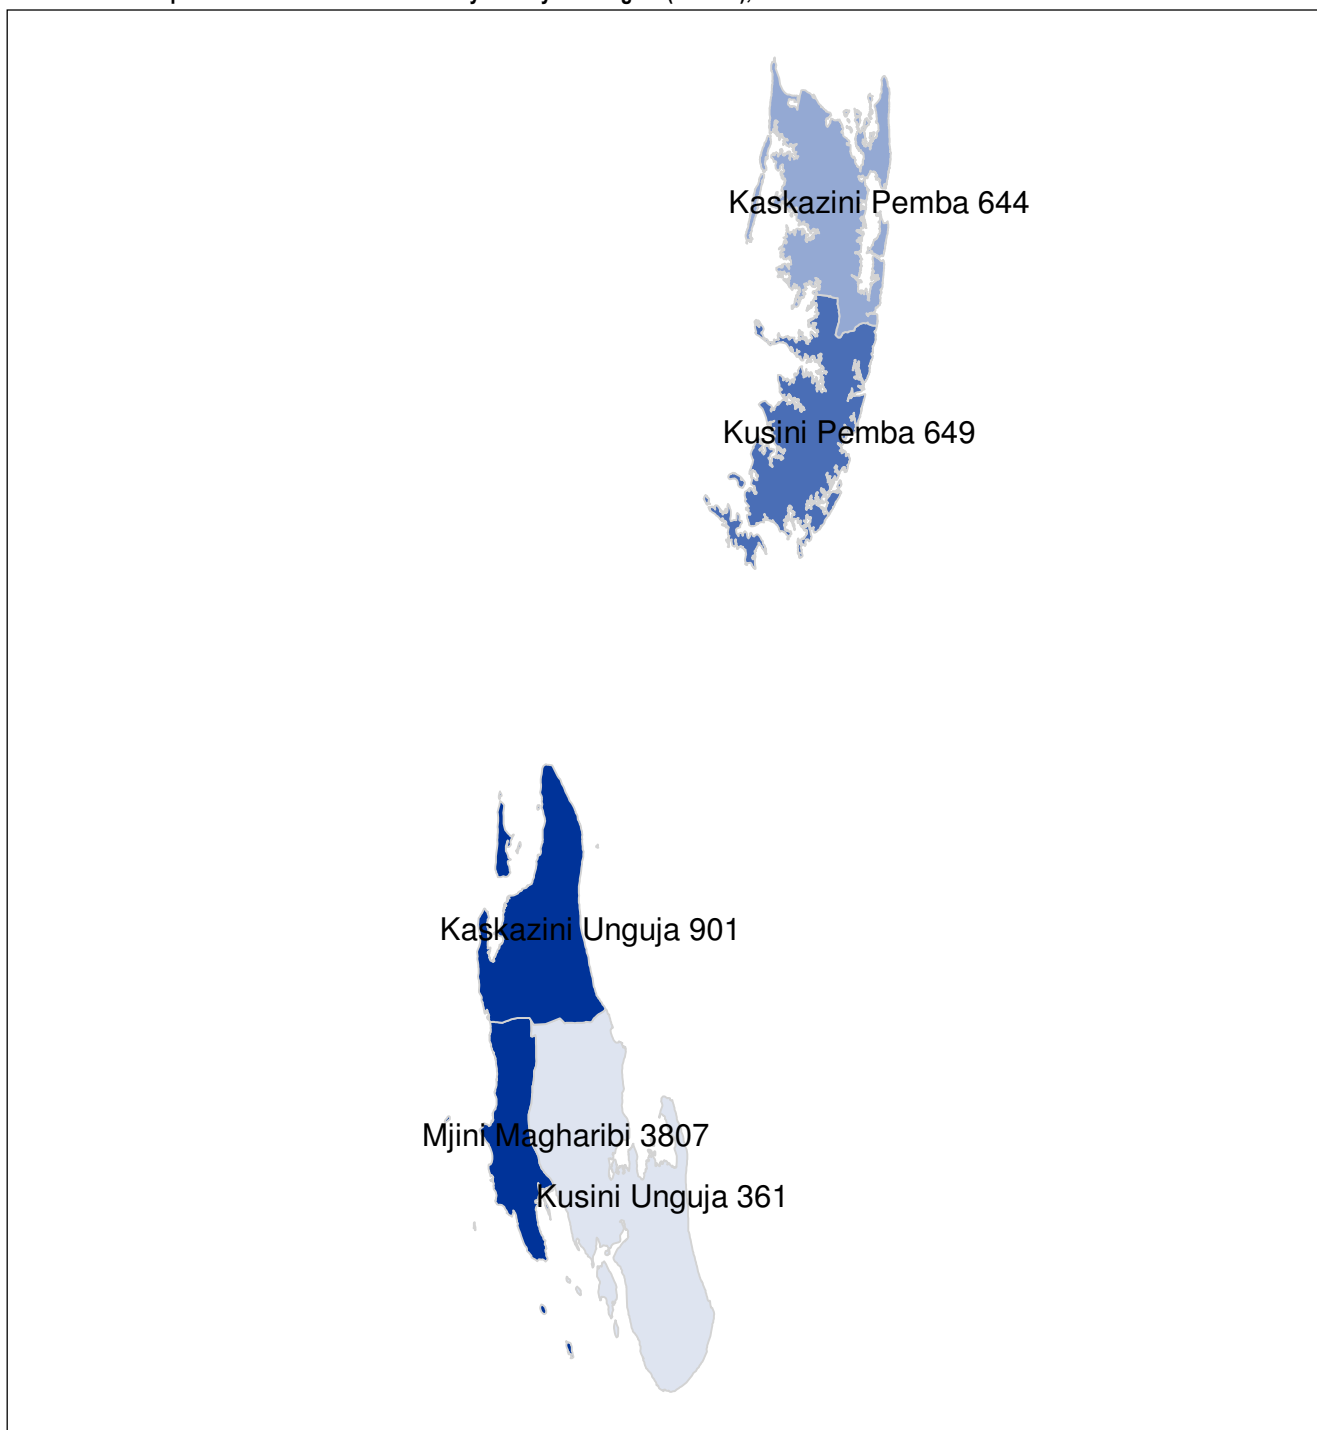 Kaskazini Pemba 644
Kusini Pemba 649
Kaskazini Unguja 901
Mjini Magharibi 3807
Kusini Unguja 361